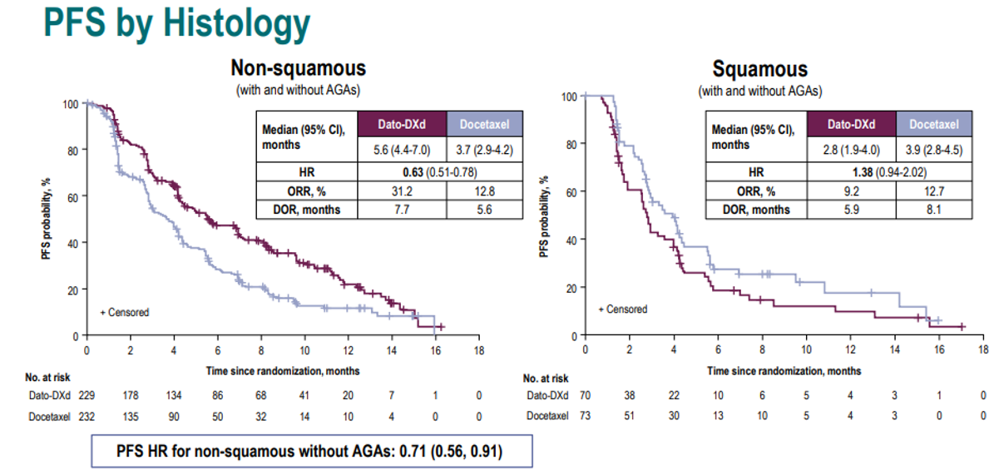 PFS by Histology
Non-squamous
(with and without AGAs)
PFS probability, %
100
80
60
40
20
0
Median (95% CI), months
Dato-DXd
Docetaxel
5.6 (4.4-7.0)
3.7 (2.9-4.2)
HR
0.63 (0.51-0.78)
ORR, %
31.2
12.8
DOR, months
7.7
5.6
+ Censored
0 2 4 6 8 10 12 14 16 18
Time since randomization, months
No. at risk
Dato-DXd 229 178 134 86 68 41 20 7 1 0
Docetaxel 232 135 90 50 32 14 10 4 0 0
PFS HR for non-squamous without AGAs: 0.71 (0.56, 0.91)
Squamous
(with and without AGAs)
PFS probability, %
100
80
60
40
20
0
Median (95% CI), months
Dato-DXd
Docetaxel
2.8 (1.9-4.0)
3.9 (2.8-4.5)
HR
1.38 (0.94-2.02)
ORR, %
9.2
12.7
DOR, months
5.9
8.1
+ Censored
0 2 4 6 8 10 12 14 16 18
Time since randomization, months
No. at risk
Dato-DXd 70 38 22 10 6 5 4 3 1 0
Docetaxel 73 51 30 13 10 5 4 3 0 0